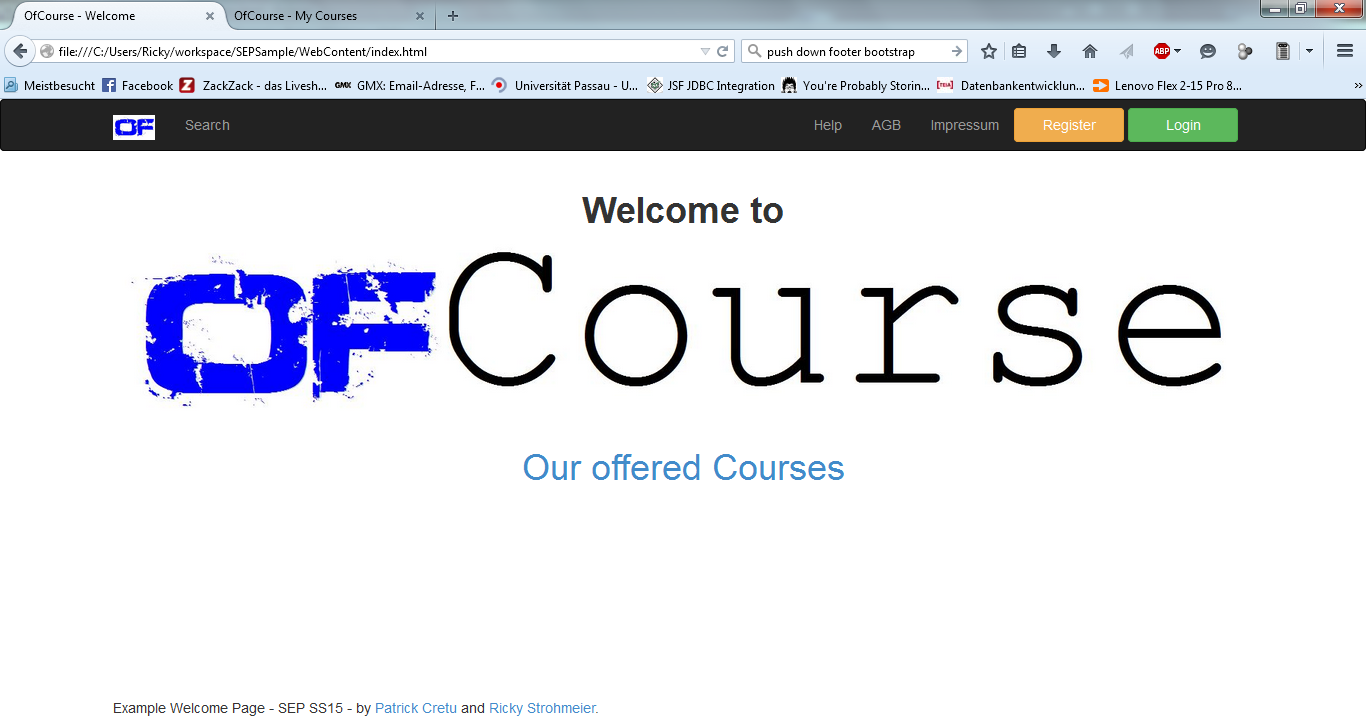 OfCourse - Welcome
OfCourse - My Courses
file:///C:/Users/Ricky/workspace/SEPSample/WebContent/index.html
push down footer bootstrap
ABP
Meistbesucht
Facebook
Z
ZackZack - das Livesh...
GMX
GMX: Email-Adresse, F...
Universität Passau - U...
JSF JDBC Integration
You're Probably Storin...
TEIA
Datenbankentwicklun...
Lenovo Flex 2-15 Pro 8...
OF Search Help AGB Impressum Register Login
Welcome to
OFCourse
Our offered Courses
Example Welcome Page - SEP SS15 - by Patrick Cretu and Ricky Strohmeier.